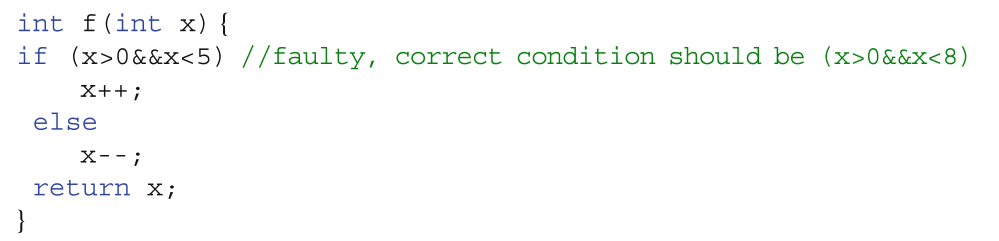 int f(int x){
if (x>0&&x<5) //faulty, correct condition should be (x>0&&x<8)
x++;
else
x--;
return x;
}